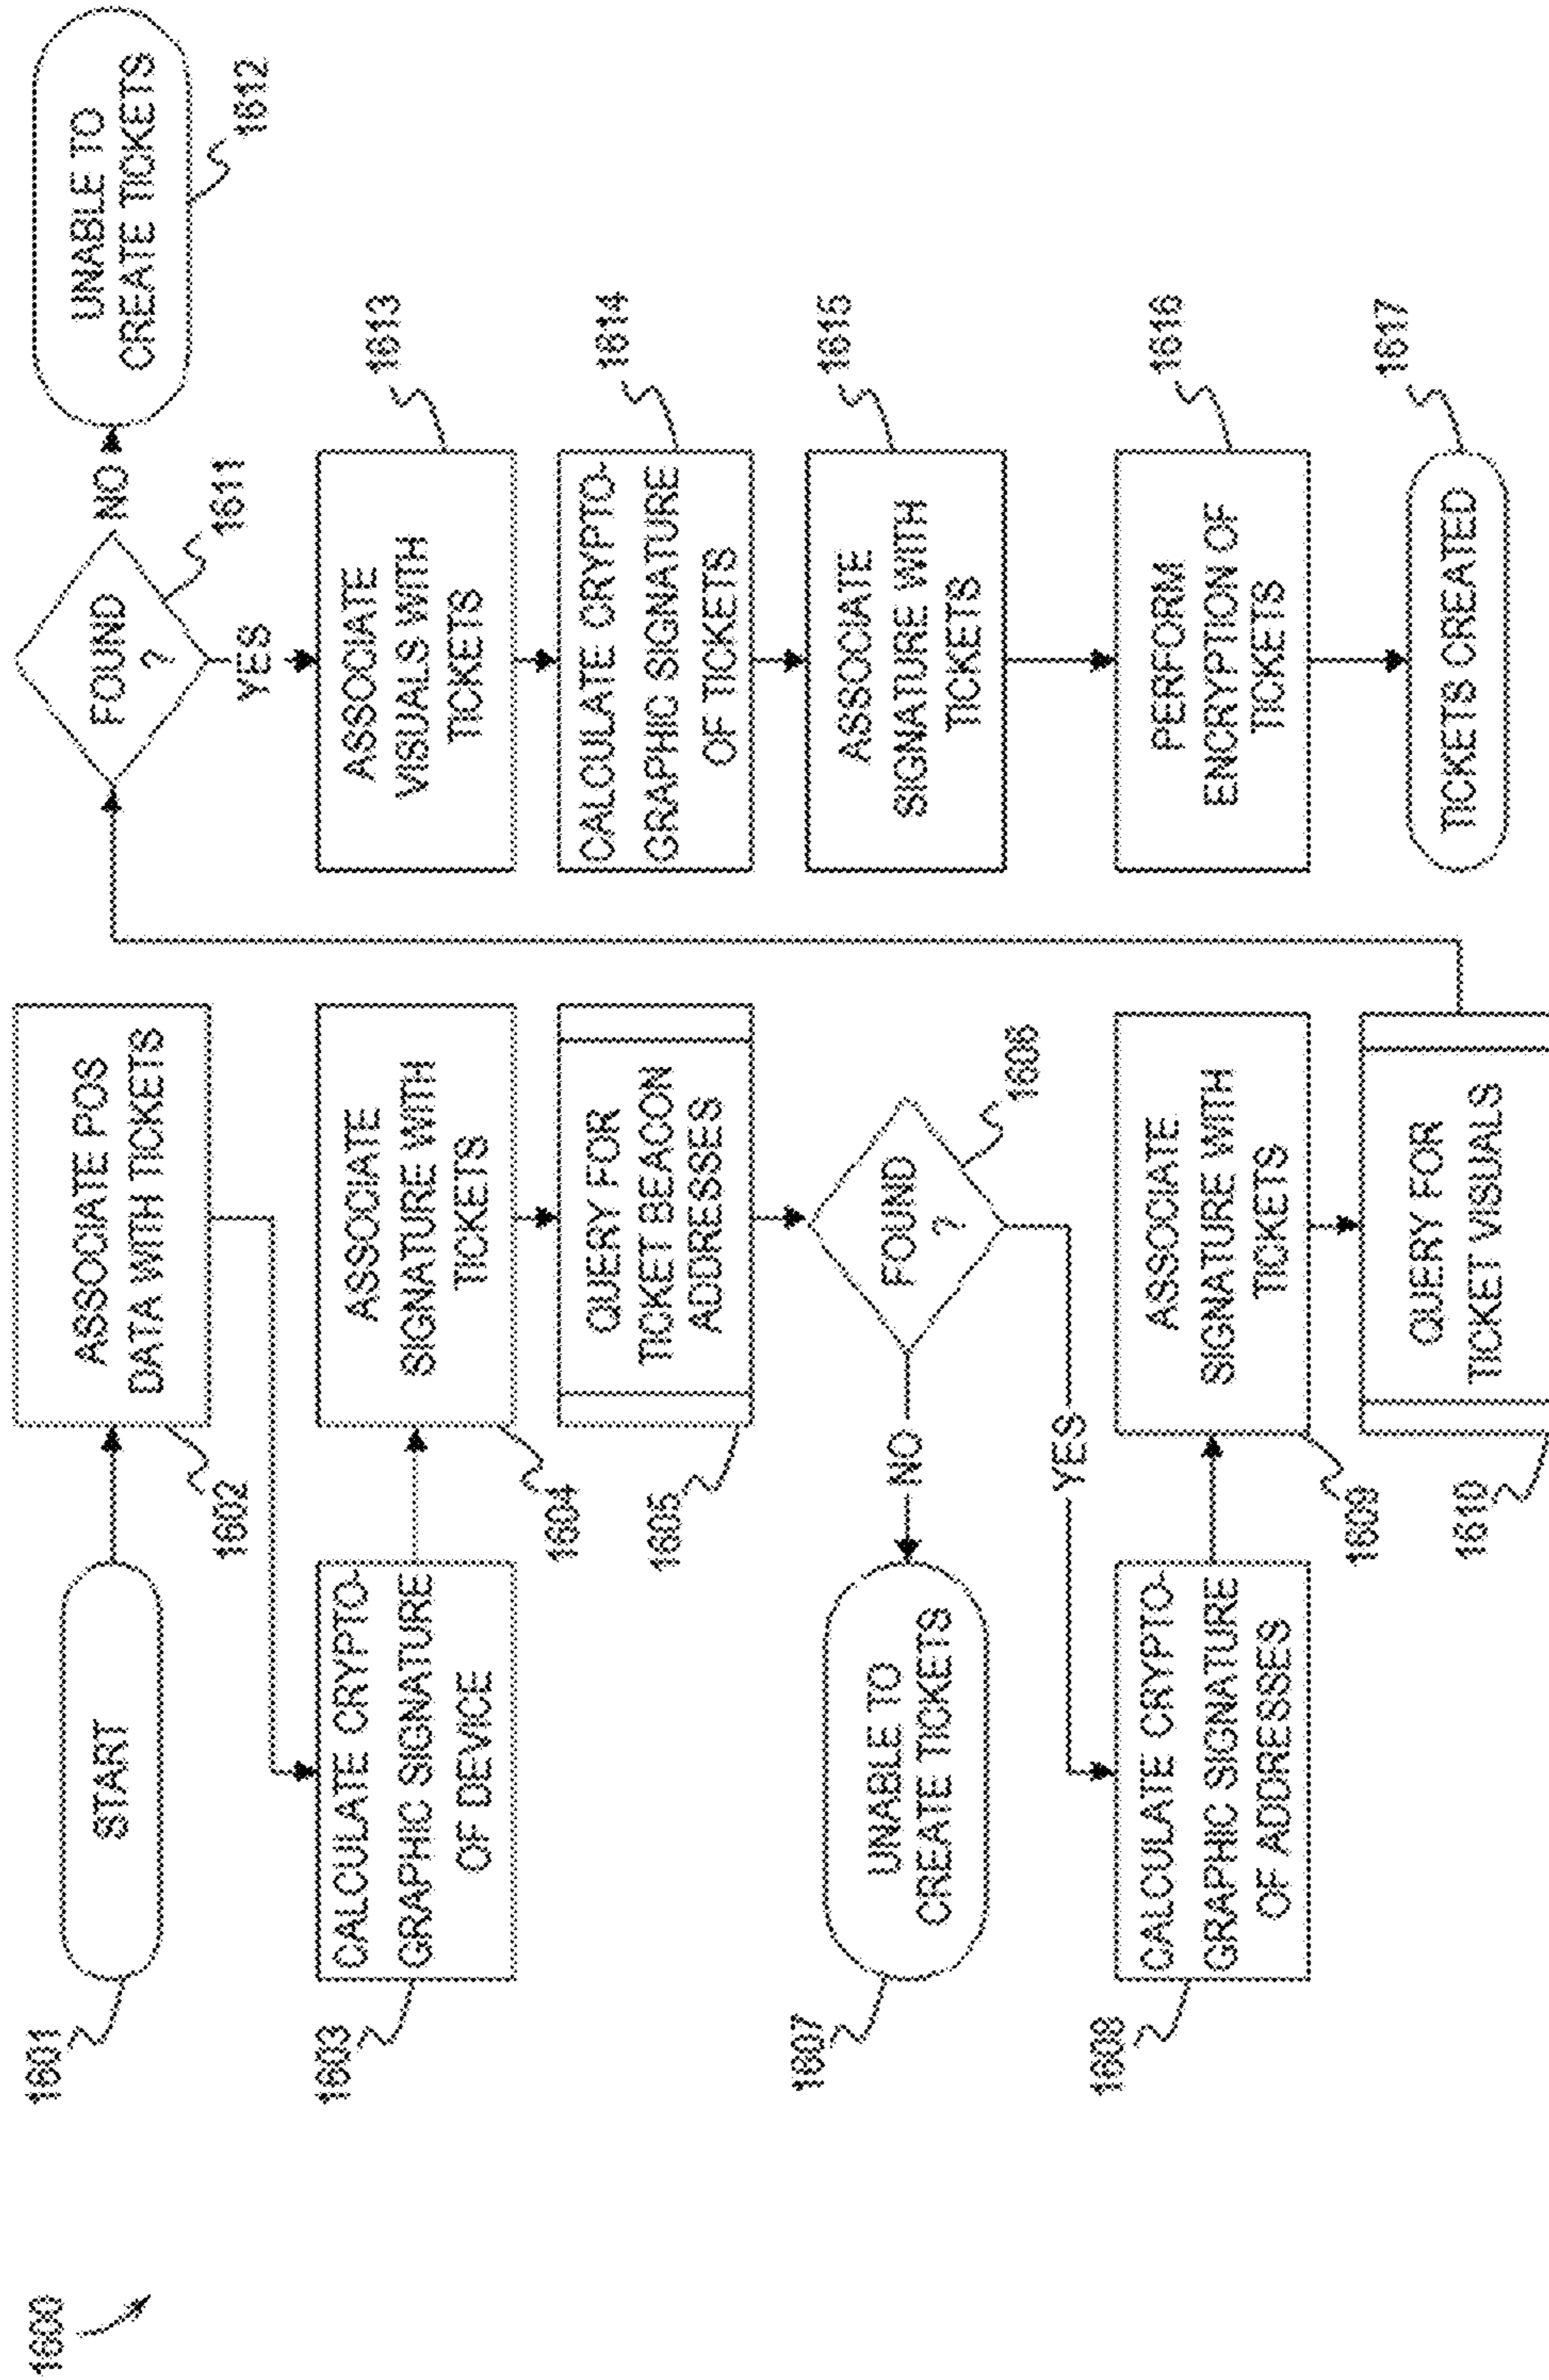 1600
1601
START
1602
ASSOCIATE POS
DATA WITH TICKETS
1603
CALCULATE CRYPTO-
GRAPHIC SIGNATURE
OF DEVICE
1604
ASSOCIATE
SIGNATURE WITH
TICKETS
1605
QUERY FOR
TICKET BEACON
ADDRESSES
1606
FOUND
?
NO
1607
UNABLE TO
CREATE TICKETS
YES
1608
CALCULATE CRYPTO-
GRAPHIC SIGNATURE
OF ADDRESSES
1609
ASSOCIATE
SIGNATURE WITH
TICKETS
1610
QUERY FOR
TICKET VISUALS
1611
FOUND
?
NO
1612
UNABLE TO
CREATE TICKETS
YES
1613
ASSOCIATE
VISUALS WITH
TICKETS
1614
CALCULATE CRYPTO-
GRAPHIC SIGNATURE
OF TICKETS
1615
ASSOCIATE
SIGNATURE WITH
TICKETS
1616
PERFORM
ENCRYPTION OF
TICKETS
1617
TICKETS CREATED